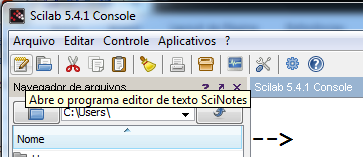 Scilab 5.4.1 Console
Arquivo Editar Controle Aplicativos ?
Navegador de arquivos
Scilab 5.4.1 Console
Abre o programa editor de texto SciNotes
C:\Users\
Nome
-->